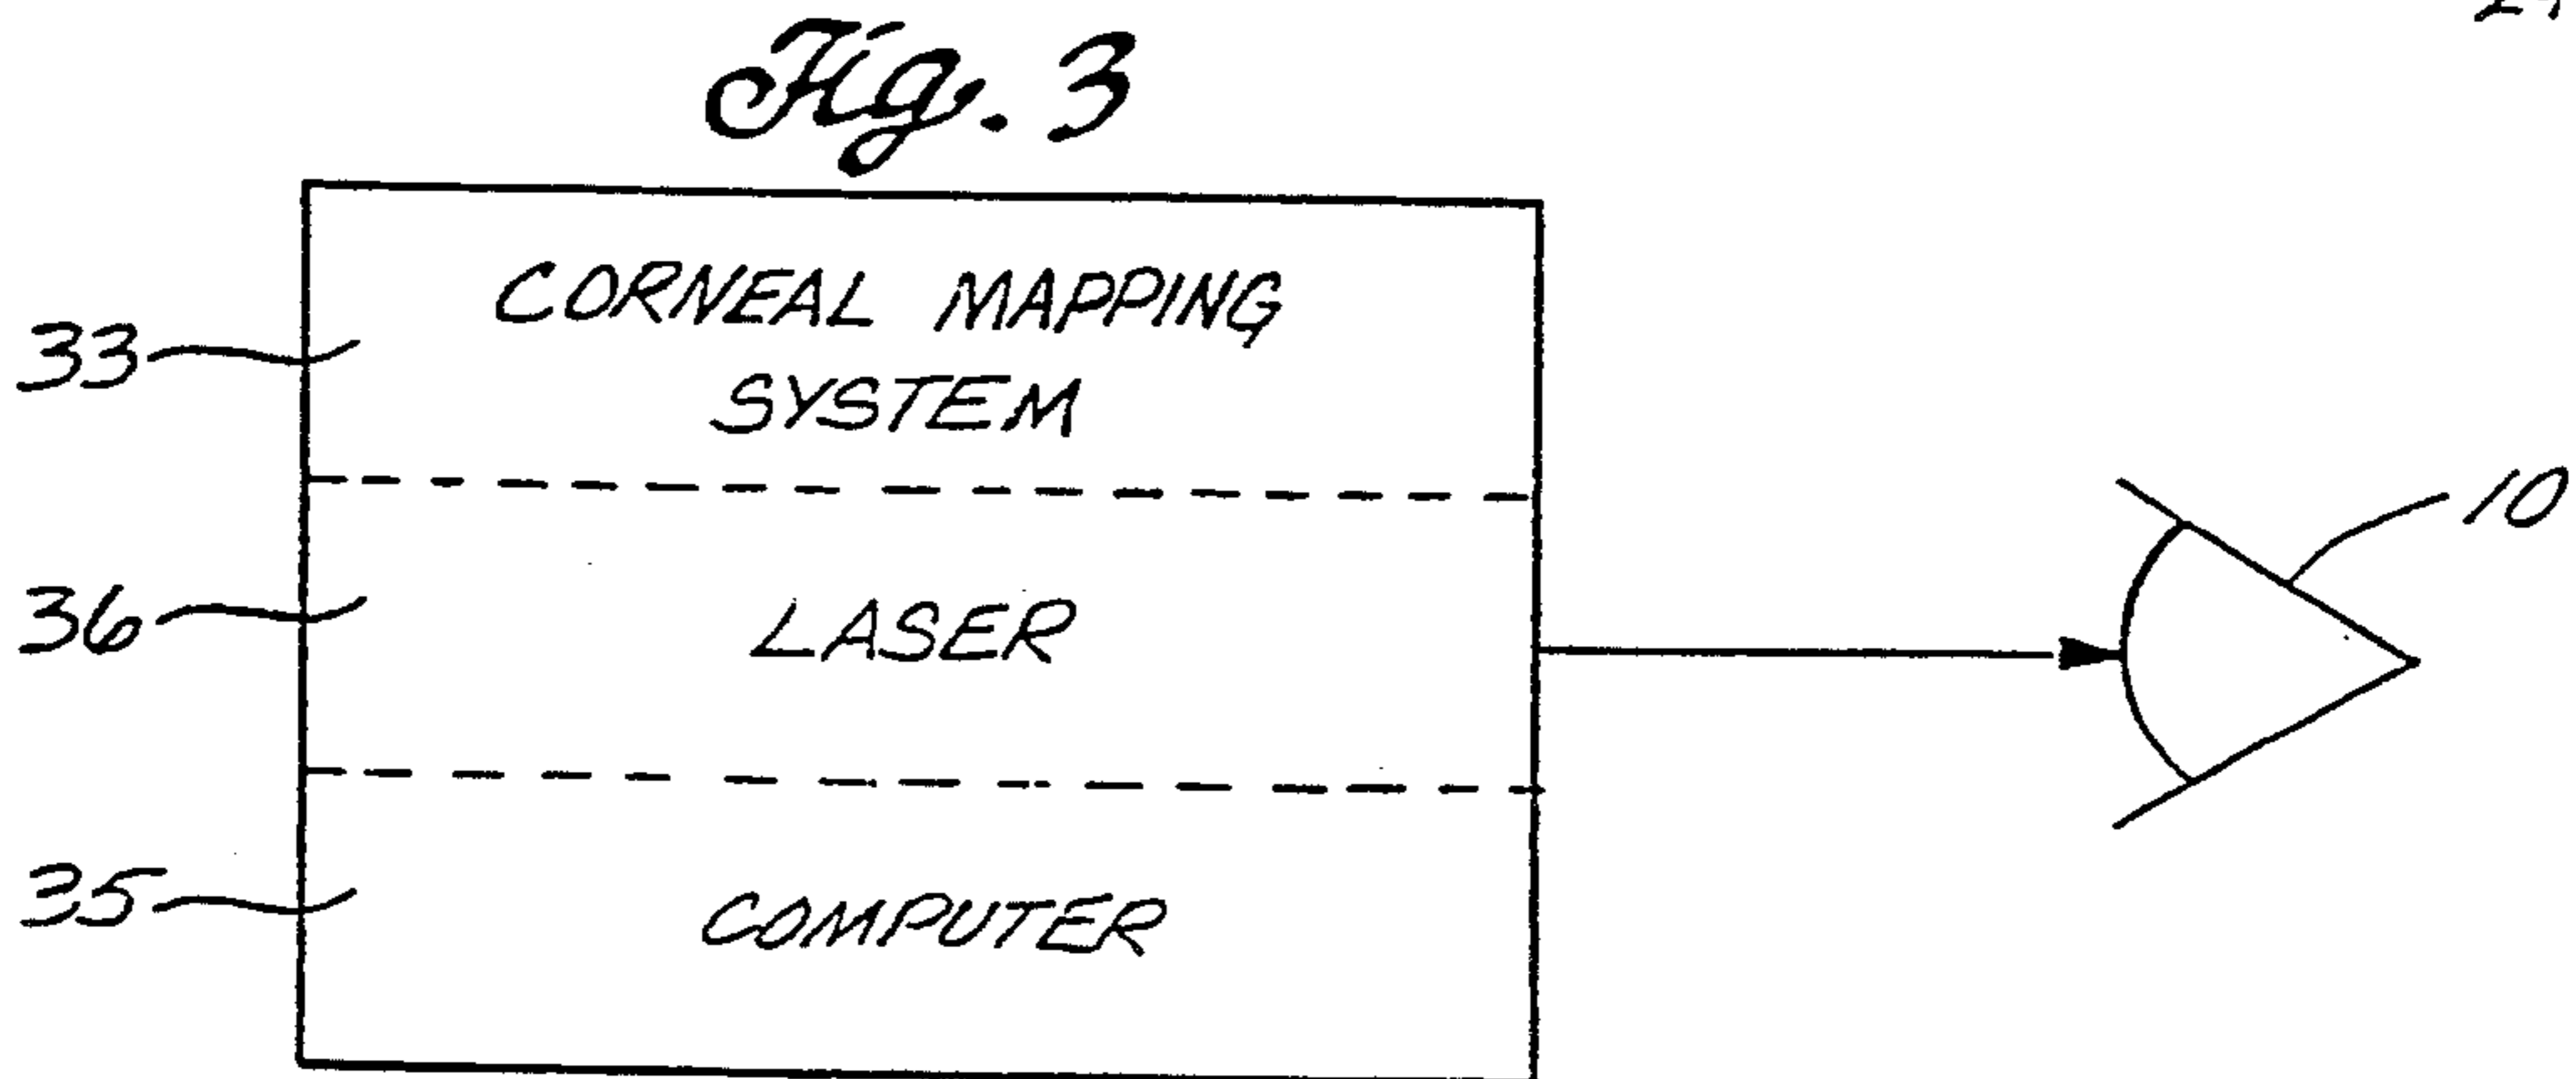 Fig. 3
CORNEAL MAPPING
SYSTEM
33
10
LASER
36
COMPUTER
35